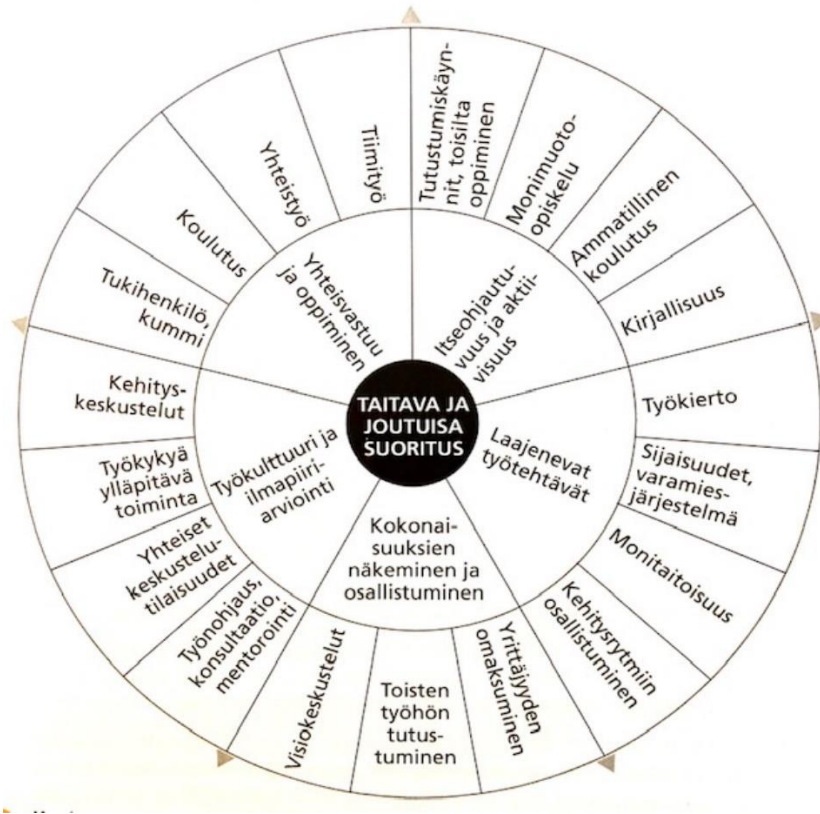 TAITAVA JA
JOUTUISA
SUORITUS
Itseohjautu-
vuus ja aktii-
visuus
Tutustumiskäyn-
nit, toisilta
oppiminen
Monimuoto-
opiskelu
Ammatillinen
koulutus
Kirjallisuus
Laajenevat
työtehtävät
Työkierto
Sijaisuudet,
varamies-
järjestelmä
Monitaitoisuus
Kehitysrytmiin
osallistuminen
Kokonai-
suuksien
näkeminen ja
osallistuminen
Yrittäjyyden
omaksuminen
Toisten
työhön
tutus-
tuminen
Visiokeskustelut
Työkulttuuri ja
ilmapiiri-
arviointi
Työnohjaus,
konsultaatio,
mentorointi
Yhteiset
keskustelu-
tilaisuudet
Työkykyä
ylläpitävä
toiminta
Kehitys-
keskustelut
Yhteisvastuu
ja oppiminen
Tukihenkilö,
kummi
Koulutus
Yhteistyö
Tiimityö